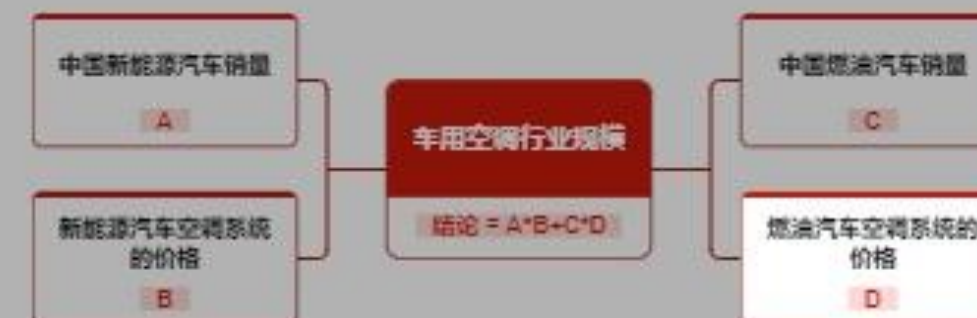 中国新能源汽车销量
A
新能源汽车空调系统
的价格
B
车用空调行业规模
结论 = A*B+C*D
中国燃油汽车销量
C
燃油汽车空调系统的
价格
D